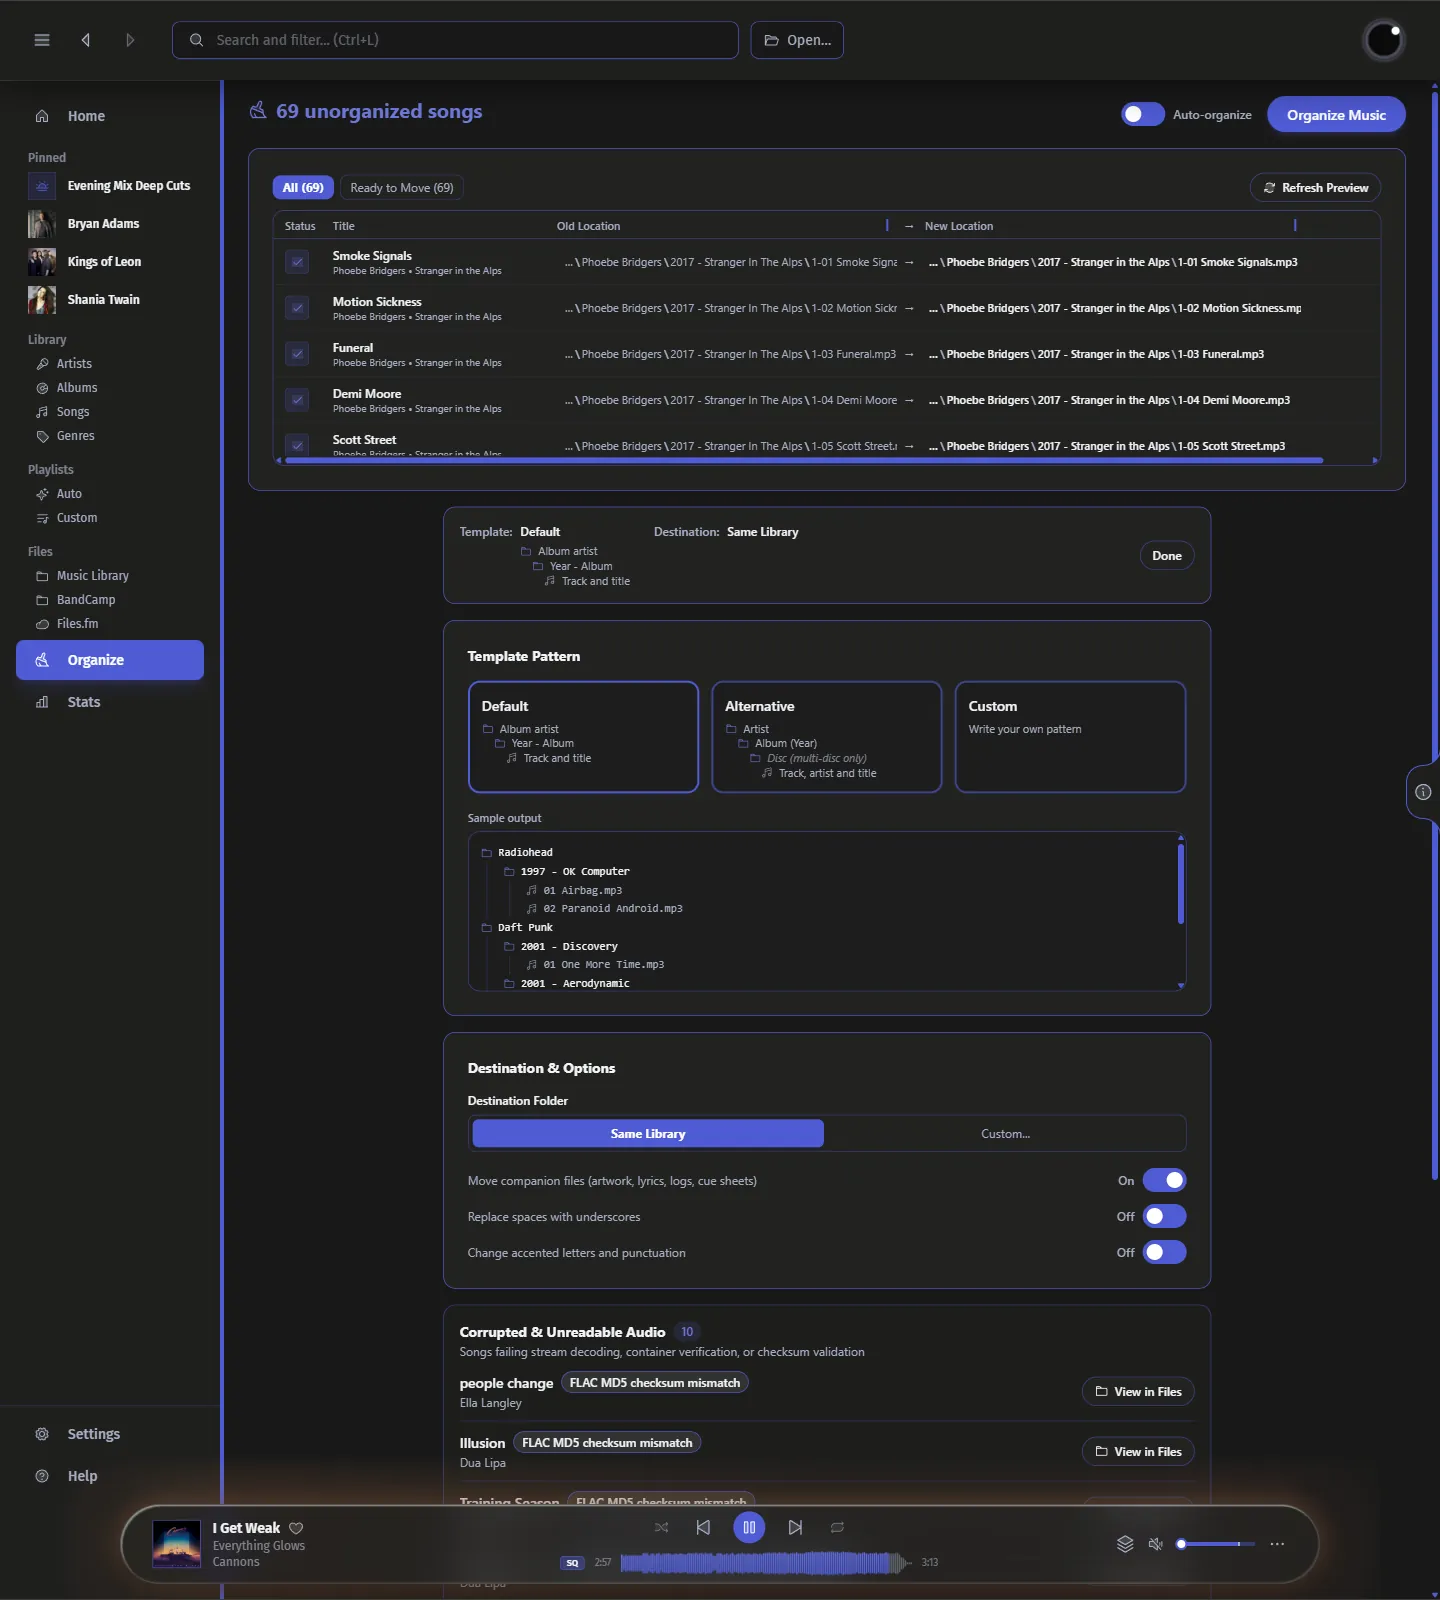 Search and filter... (Ctrl+L)
Open...
Home
Pinned
Evening Mix Deep Cuts
Bryan Adams
Kings of Leon
Shania Twain
Library
Artists
Albums
Songs
Genres
Playlists
Auto
Custom
Files
Music Library
BandCamp
Files.fm
Organize
Stats
Settings
Help
69 unorganized songs
Auto-organize
Organize Music
All (69)
Ready to Move (69)
Refresh Preview
Status Title Old Location → New Location
Smoke Signals
Phoebe Bridgers • Stranger in the Alps
...\Phoebe Bridgers\2017 - Stranger In The Alps\1-01 Smoke Signa → ...\Phoebe Bridgers\2017 - Stranger in the Alps\1-01 Smoke Signals.mp3
Motion Sickness
Phoebe Bridgers • Stranger in the Alps
...\Phoebe Bridgers\2017 - Stranger In The Alps\1-02 Motion Sickr → ...\Phoebe Bridgers\2017 - Stranger in the Alps\1-02 Motion Sickness.mp
Funeral
Phoebe Bridgers • Stranger in the Alps
...\Phoebe Bridgers\2017 - Stranger In The Alps\1-03 Funeral.mp3 → ...\Phoebe Bridgers\2017 - Stranger in the Alps\1-03 Funeral.mp3
Demi Moore
Phoebe Bridgers • Stranger in the Alps
...\Phoebe Bridgers\2017 - Stranger In The Alps\1-04 Demi Moore → ...\Phoebe Bridgers\2017 - Stranger in the Alps\1-04 Demi Moore.mp3
Scott Street
Phoebe Bridgers • Stranger in the Alps
...\Phoebe Bridgers\2017 - Stranger In The Alps\1-05 Scott Street.r → ...\Phoebe Bridgers\2017 - Stranger in the Alps\1-05 Scott Street.mp3
Template: Default
Album artist
Year - Album
Track and title
Destination: Same Library
Done
Template Pattern
Default
Album artist
Year - Album
Track and title
Alternative
Artist
Album (Year)
Disc (multi-disc only)
Track, artist and title
Custom
Write your own pattern
Sample output
Radiohead
1997 - OK Computer
01 Airbag.mp3
02 Paranoid Android.mp3
Daft Punk
2001 - Discovery
01 One More Time.mp3
2001 - Aerodynamic
Destination & Options
Destination Folder
Same Library
Custom...
Move companion files (artwork, lyrics, logs, cue sheets) On
Replace spaces with underscores Off
Change accented letters and punctuation Off
Corrupted & Unreadable Audio 10
Songs failing stream decoding, container verification, or checksum validation
people change FLAC MD5 checksum mismatch
Ella Langley
View in Files
Illusion FLAC MD5 checksum mismatch
Dua Lipa
View in Files
Training Season FLAC MD5 checksum mismatch
Dua Lipa
I Get Weak
Everything Glows
Cannons
SQ 2:57
3:13